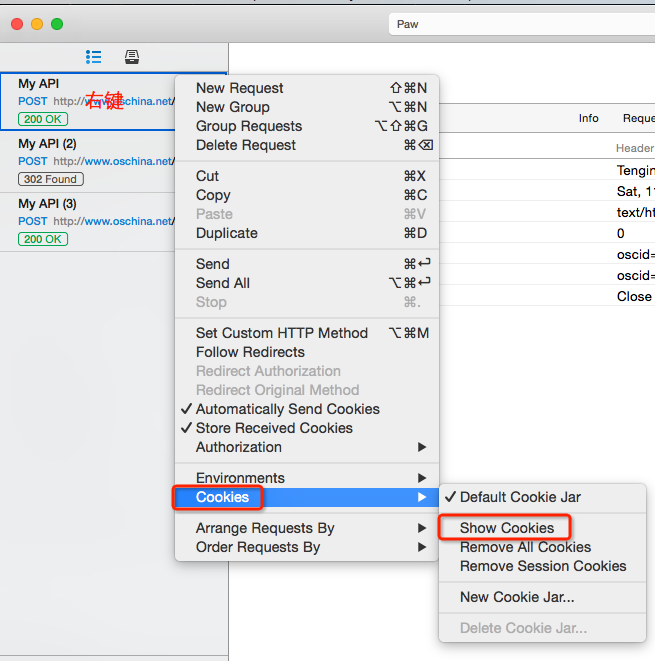 Paw
My API
POST http://www.oschina.net/
右键
200 OK
My API (2)
POST http://www.oschina.net/
302 Found
My API (3)
POST http://www.oschina.net/
200 OK
New Request ⇧⌘N
New Group ⌥⌘N
Group Requests ⌥⇧⌘G
Delete Request ⌘⌫
Cut ⌘X
Copy ⌘C
Paste ⌘V
Duplicate ⌘D
Send ⌘↩
Send All ⌥⌘↩
Stop ⌘.
Set Custom HTTP Method ⌥⌘M
Follow Redirects
Redirect Authorization
Redirect Original Method
✓ Automatically Send Cookies
✓ Store Received Cookies
Authorization ▶
Environments ▶
Cookies ▶
Arrange Requests By ▶
Order Requests By ▶
✓ Default Cookie Jar
Show Cookies
Remove All Cookies
Remove Session Cookies
New Cookie Jar...
Delete Cookie Jar...
Info Reque
Header
Tengin
Sat, 11
text/ht
0
oscid=
oscid=
Close